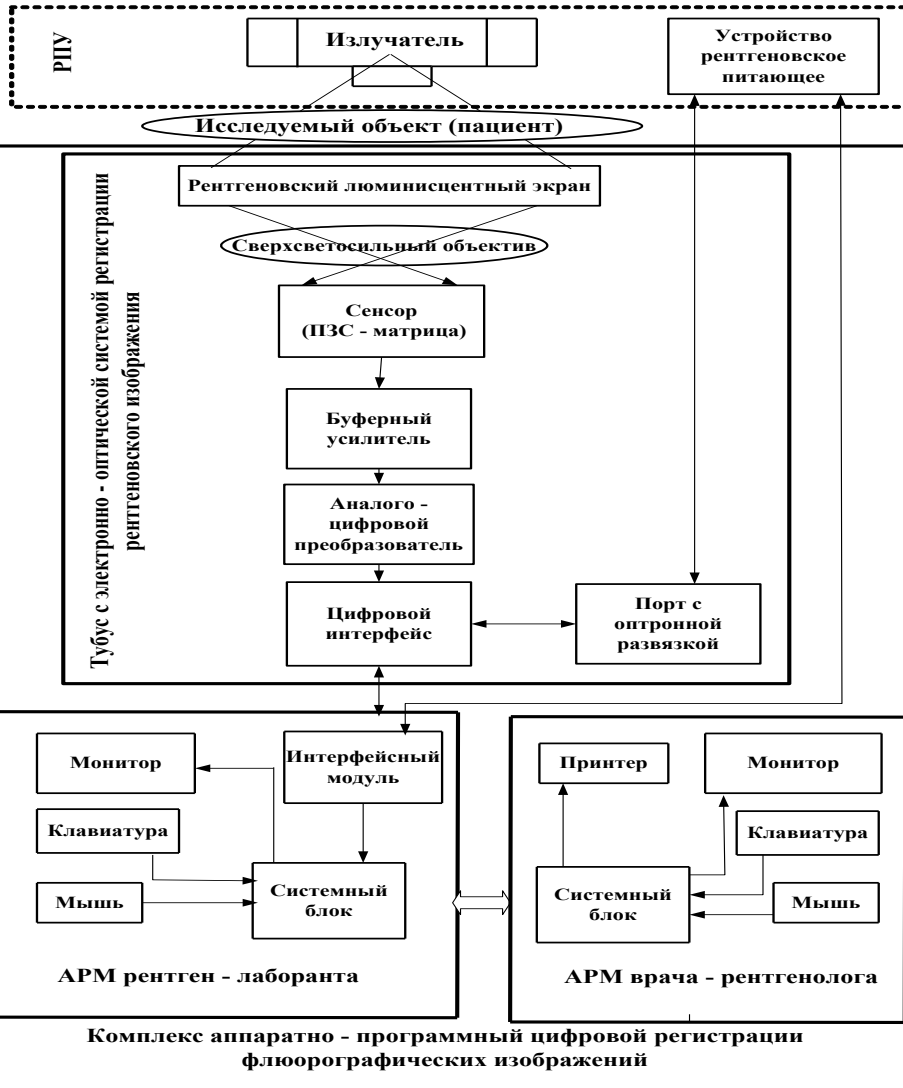 РПУ
Излучатель
Устройство
рентгеновское
питающее
Исследуемый объект (пациент)
Тубус с электронно - оптической системой регистрации
рентгеновского изображения
Рентгеновский люминисцентный экран
Сверхсветосильный объектив
Сенсор
(ПЗС - матрица)
Буферный
усилитель
Аналого -
цифровой
преобразователь
Цифровой
интерфейс
Порт с
оптронной
развязкой
Монитор
Интерфейсный
модуль
Клавиатура
Мышь
Системный
блок
АРМ рентген - лаборанта
Принтер
Монитор
Клавиатура
Системный
блок
Мышь
АРМ врача - рентгенолога
Комплекс аппаратно - программный цифровой регистрации
флюорографических изображений